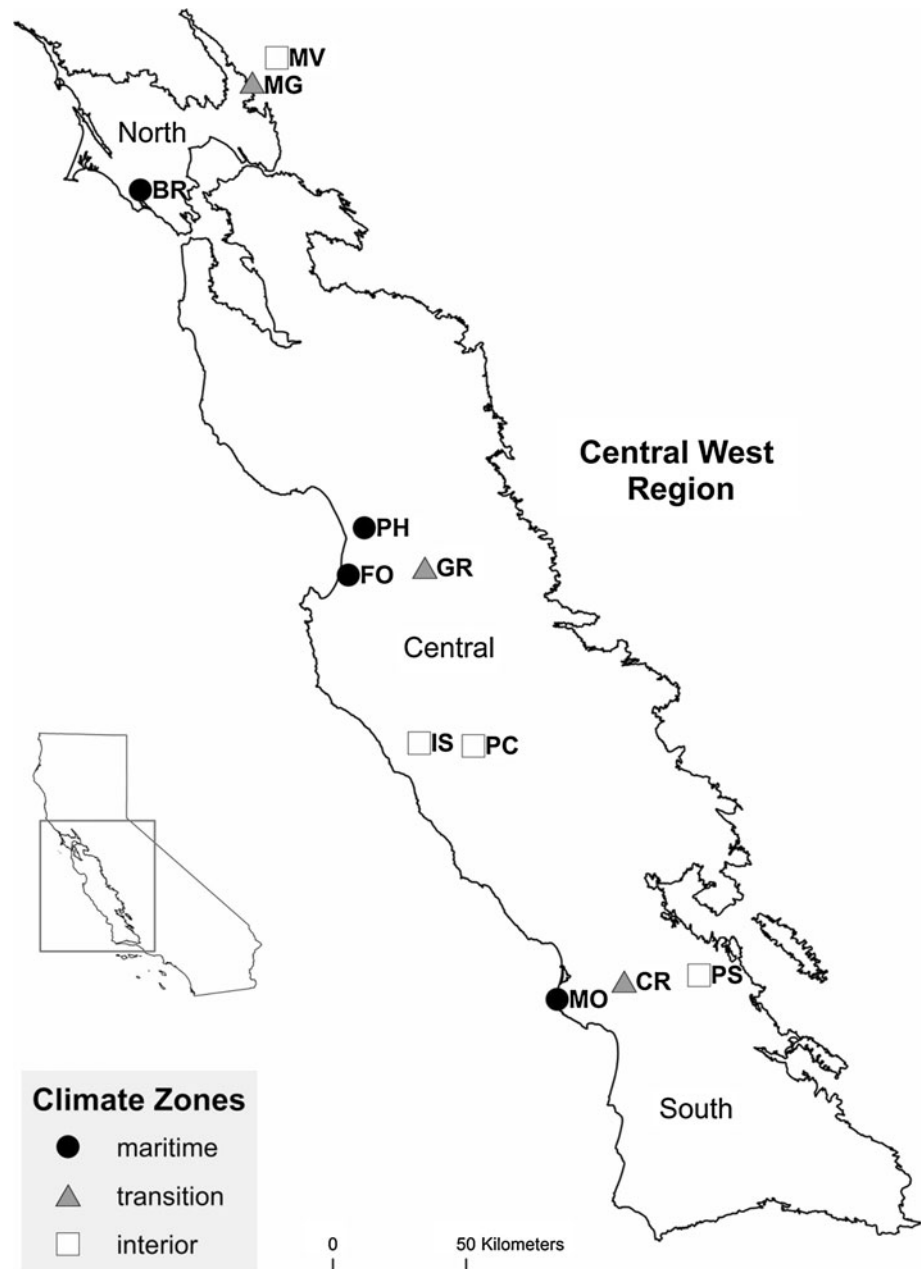 MV
MG
North
BR
Central West
Region
PH
FO
GR
Central
IS
PC
PS
CR
MO
South
Climate Zones
maritime
transition
interior
0 50 Kilometers